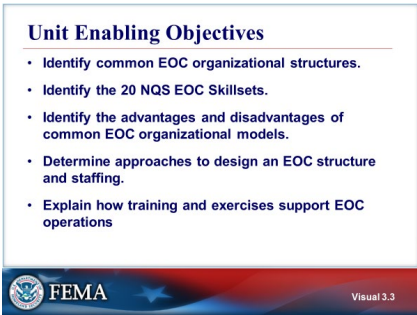 Unit Enabling Objectives
• Identify common EOC organizational structures.
• Identify the 20 NQS EOC Skillsets.
• Identify the advantages and disadvantages of
common EOC organizational models.
• Determine approaches to design an EOC structure
and staffing.
• Explain how training and exercises support EOC
operations
FEMA
Visual 3.3